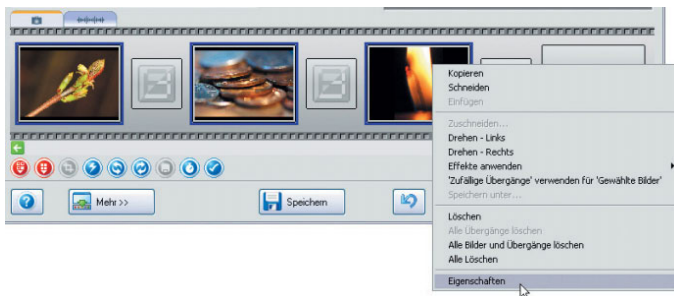 Kopieren
Schneiden
Einfügen
Zuschneiden...
Drehen - Links
Drehen - Rechts
Effekte anwenden
'Zufällige Übergänge' verwenden für 'Gewählte Bilder'
Speichern unter...
Löschen
Alle Übergänge löschen
Alle Bilder und Übergänge löschen
Alle Löschen
Eigenschaften
Mehr >>
Speichern